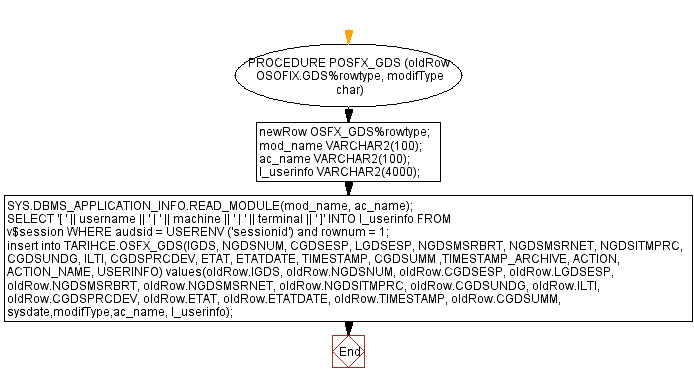 PROCEDURE POSFX_GDS (oldRow
OSOFIX.GDS%rowtype, modifType
char)
newRow OSFX_GDS%rowtype;
mod_name VARCHAR2(100);
ac_name VARCHAR2(100);
l_userinfo VARCHAR2(4000);
SYS.DBMS_APPLICATION_INFO.READ_MODULE(mod_name, ac_name);
SELECT '[ ' || username || ' | ' || machine || ' | ' || terminal || ' ]' INTO l_userinfo FROM
v$session WHERE audsid = USERENV ('sessionid') and rownum = 1;
insert into TARIHCE.OSFX_GDS(IGDS, NGDSNUM, CGDSESP, LGDSESP, NGDSMSRBRT, NGDSMSRNET, NGDSITMPRC,
CGDSUNDG, ILTI, CGDSPRCDEV, ETAT, ETATDATE, TIMESTAMP, CGDSUMM ,TIMESTAMP_ARCHIVE, ACTION,
ACTION_NAME, USERINFO) values(oldRow.IGDS, oldRow.NGDSNUM, oldRow.CGDSESP, oldRow.LGDSESP,
oldRow.NGDSMSRBRT, oldRow.NGDSMSRNET, oldRow.NGDSITMPRC, oldRow.CGDSUNDG, oldRow.ILTI,
oldRow.CGDSPRCDEV, oldRow.ETAT, oldRow.ETATDATE, oldRow.TIMESTAMP, oldRow.CGDSUMM,
sysdate,modifType,ac_name, l_userinfo);
End